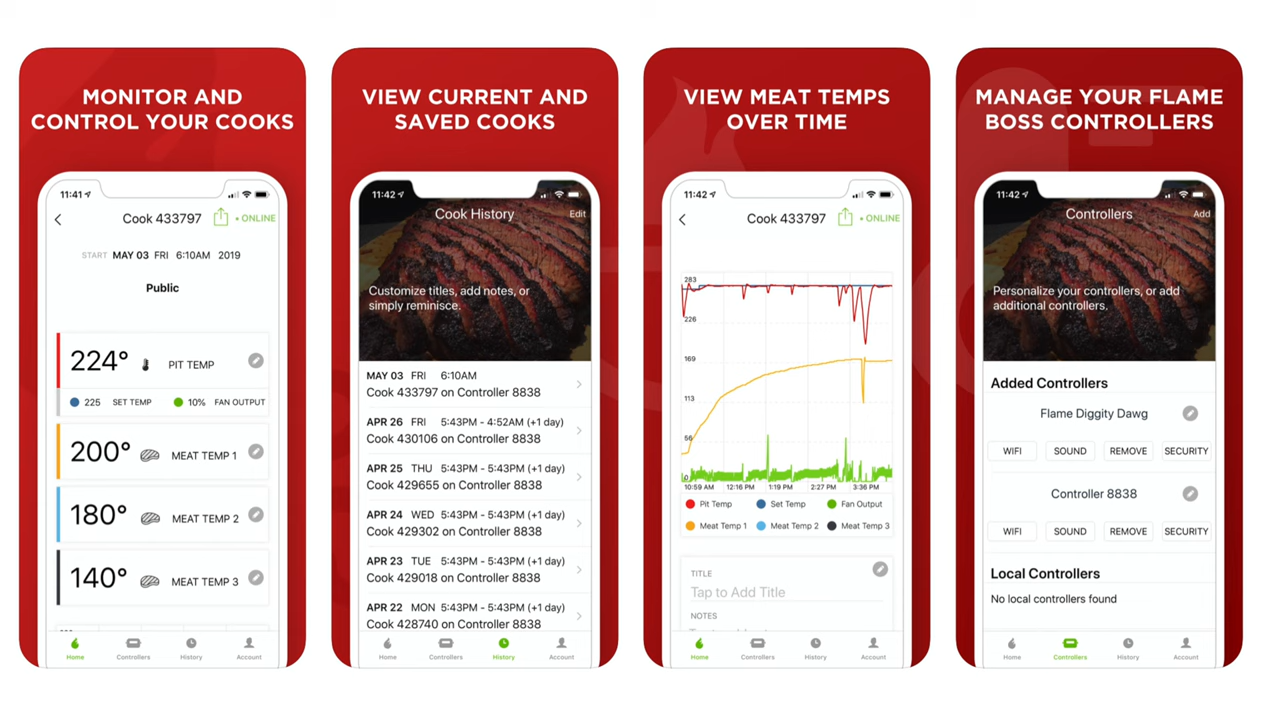 MONITOR AND
CONTROL YOUR COOKS
11:41
Cook 433797
• ONLINE
START MAY 03 FRI 6:10AM 2019
Public
224° PIT TEMP
225 SET TEMP 10% FAN OUTPUT
200° MEAT TEMP 1
180° MEAT TEMP 2
140° MEAT TEMP 3
Home Controllers History Account
VIEW CURRENT AND
SAVED COOKS
11:42
Cook History Edit
Customize titles, add notes, or
simply reminisce.
MAY 03 FRI 6:10AM
Cook 433797 on Controller 8838
APR 26 FRI 5:43PM - 4:52AM (+1 day)
Cook 430106 on Controller 8838
APR 25 THU 5:43PM - 5:43PM (+1 day)
Cook 429655 on Controller 8838
APR 24 WED 5:43PM - 5:43PM (+1 day)
Cook 429302 on Controller 8838
APR 23 TUE 5:43PM - 5:43PM (+1 day)
Cook 429018 on Controller 8838
APR 22 MON 5:43PM - 5:43PM (+1 day)
Cook 428740 on Controller 8838
Home Controllers History Account
VIEW MEAT TEMPS
OVER TIME
11:42
Cook 433797
• ONLINE
283
226
169
113
56
0
10:59 AM 12:16 PM 1:19 PM 2:27 PM 3:36 PM
Pit Temp Set Temp Fan Output
Meat Temp 1 Meat Temp 2 Meat Temp 3
TITLE
Tap to Add Title
NOTES
Home Controllers History Account
MANAGE YOUR FLAME
BOSS CONTROLLERS
11:42
Controllers Add
Personalize your controllers, or add
additional controllers.
Added Controllers
Flame Diggity Dawg
WIFI SOUND REMOVE SECURITY
Controller 8838
WIFI SOUND REMOVE SECURITY
Local Controllers
No local controllers found
Home Controllers History Account